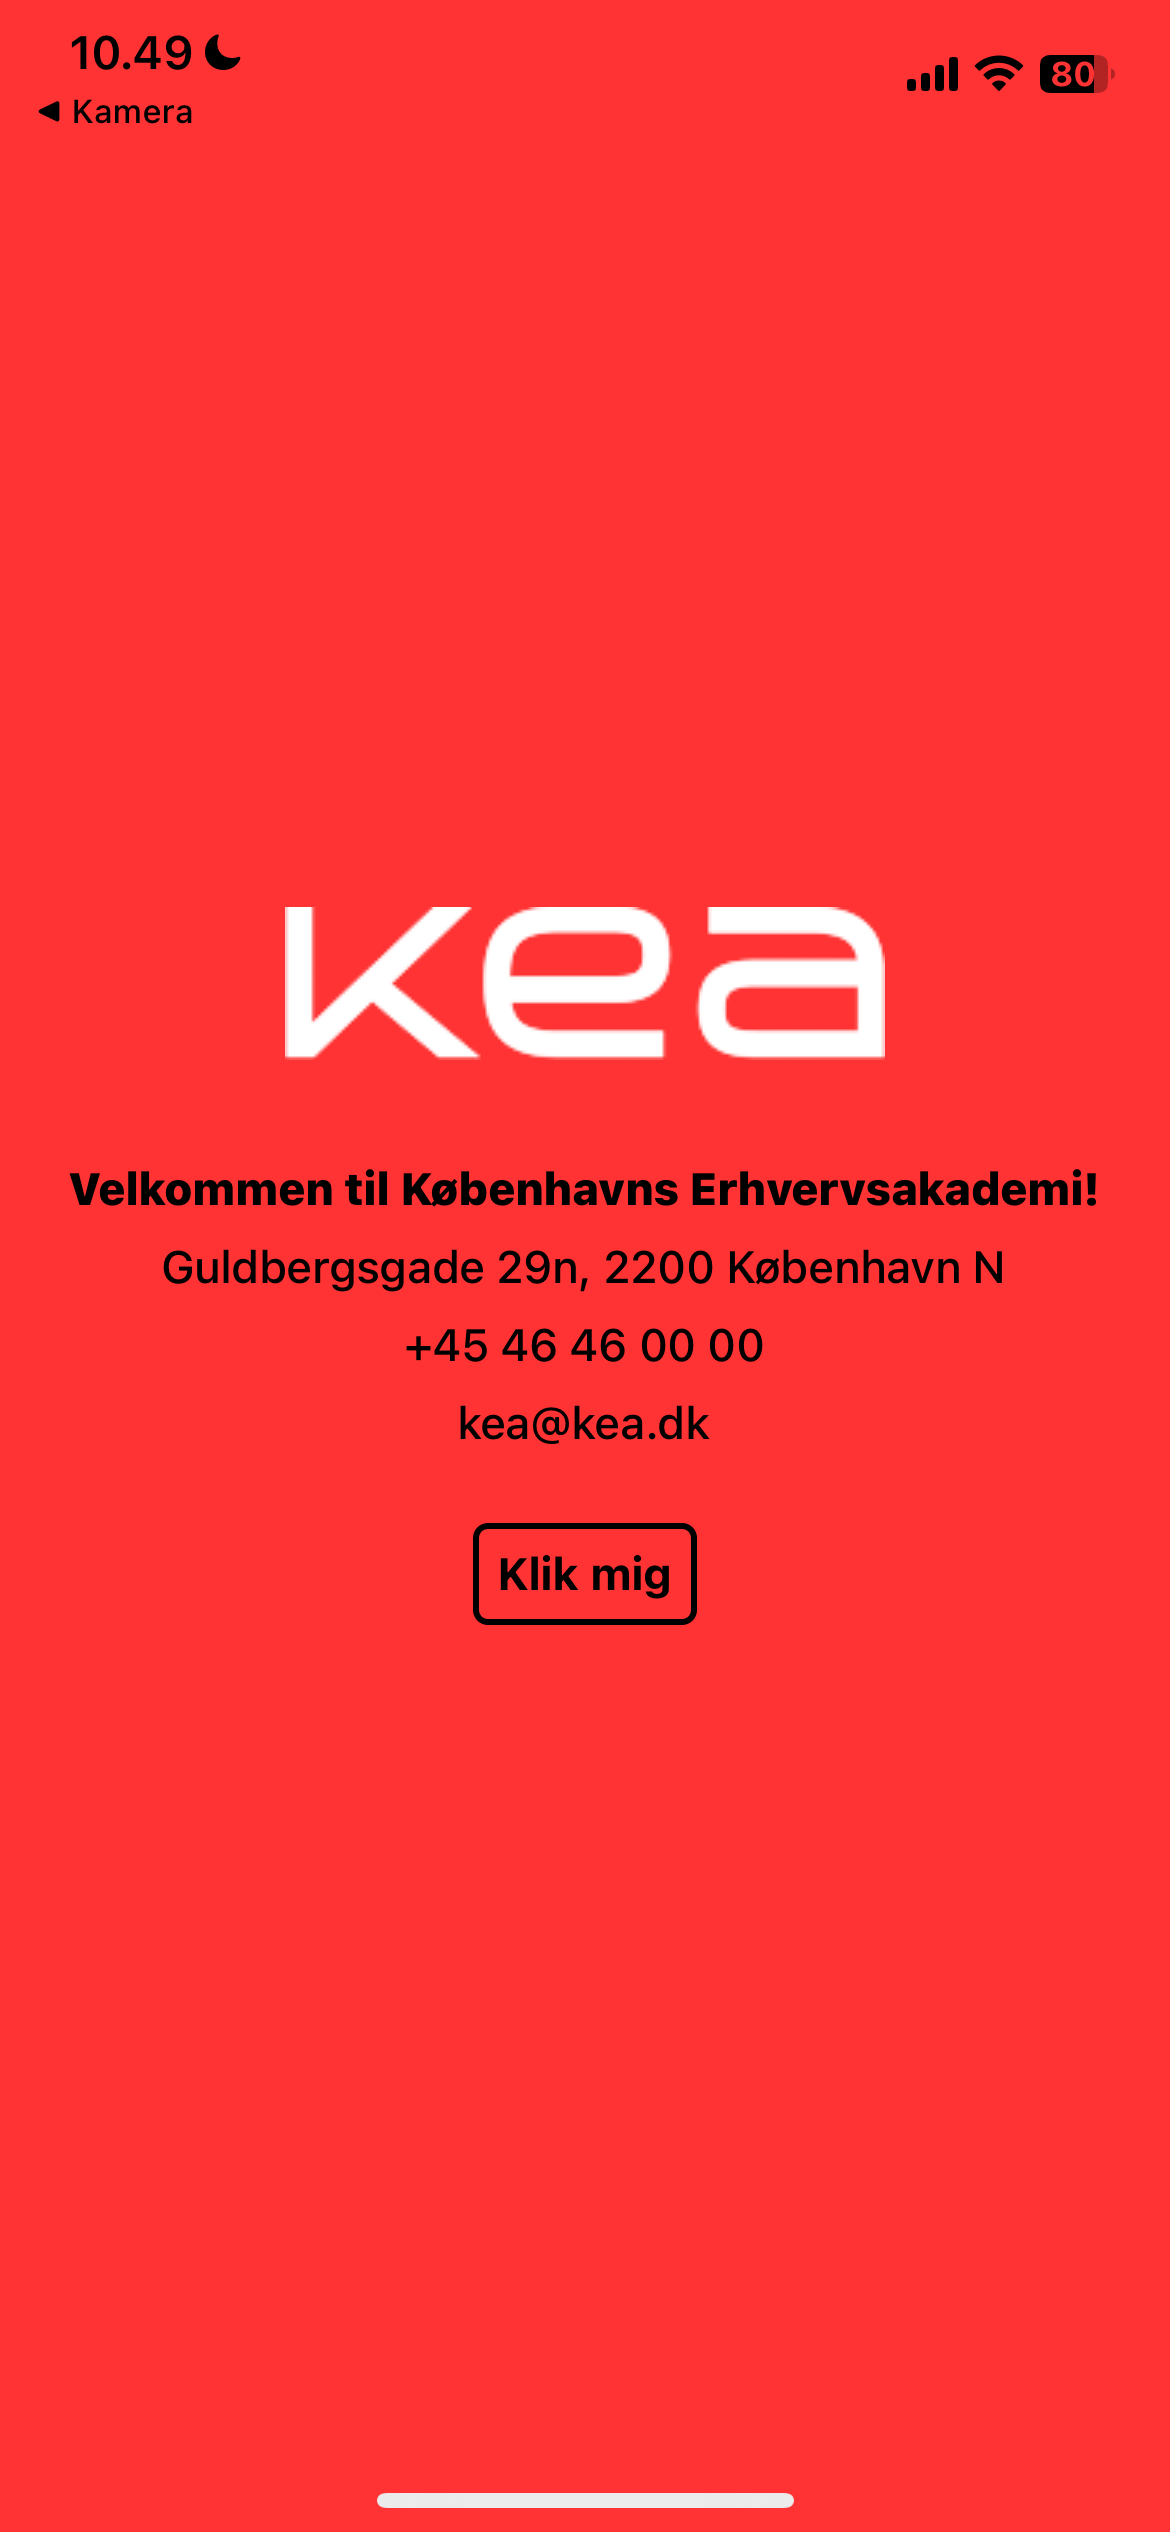 10.49
Kamera
80
kea
Velkommen til Københavns Erhvervsakademi!
Guldbergsgade 29n, 2200 København N
+45 46 46 00 00
kea@kea.dk
Klik mig